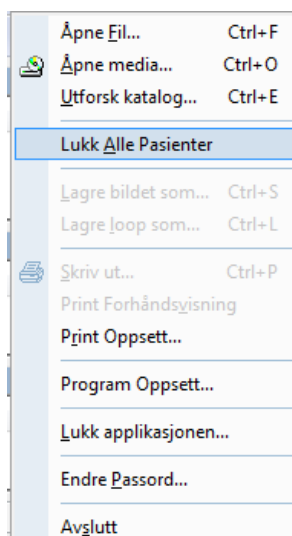 Åpne Fil... Ctrl+F
Åpne media... Ctrl+O
Utforsk katalog... Ctrl+E
Lukk Alle Pasienter
Lagre bildet som... Ctrl+S
Lagre loop som... Ctrl+L
Skriv ut... Ctrl+P
Print Forhåndsvisning
Print Oppsett...
Program Oppsett...
Lukk applikasjonen...
Endre Passord...
Avslutt